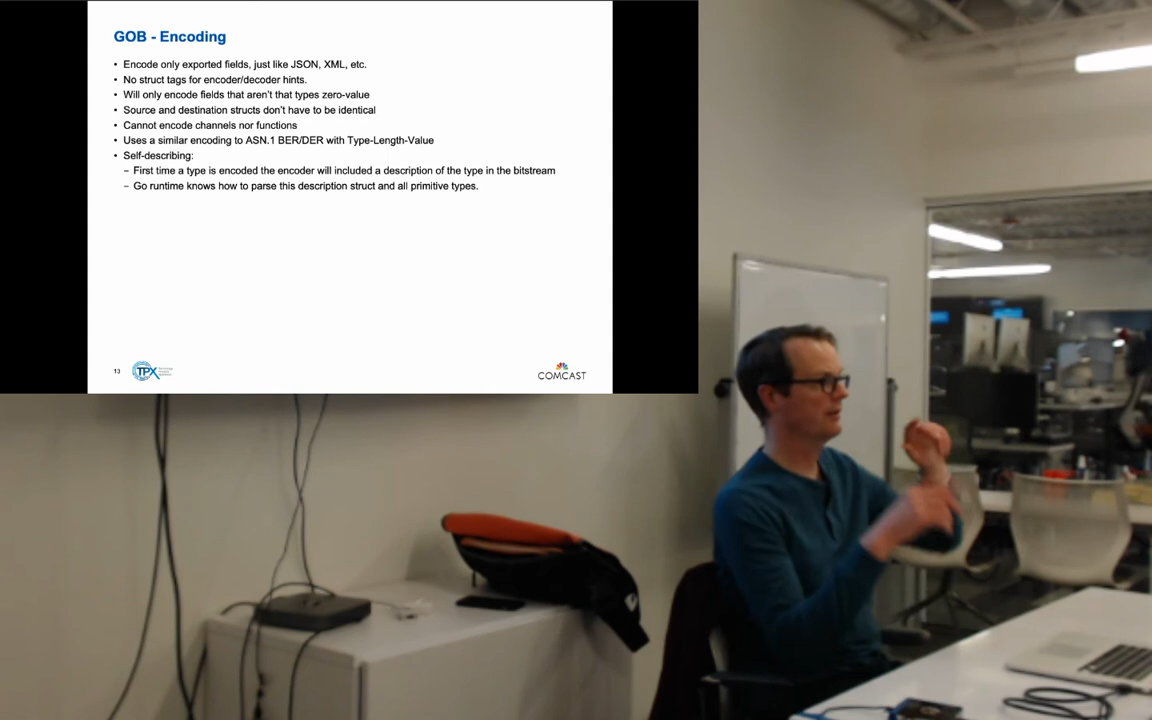 GOB - Encoding
• Encode only exported fields, just like JSON, XML, etc.
• No struct tags for encoder/decoder hints.
• Will only encode fields that aren't that types zero-value
• Source and destination structs don't have to be identical
• Cannot encode channels nor functions
• Uses a similar encoding to ASN.1 BER/DER with Type-Length-Value
• Self-describing:
– First time a type is encoded the encoder will included a description of the type in the bitstream
– Go runtime knows how to parse this description struct and all primitive types.
13
TPX
COMCAST